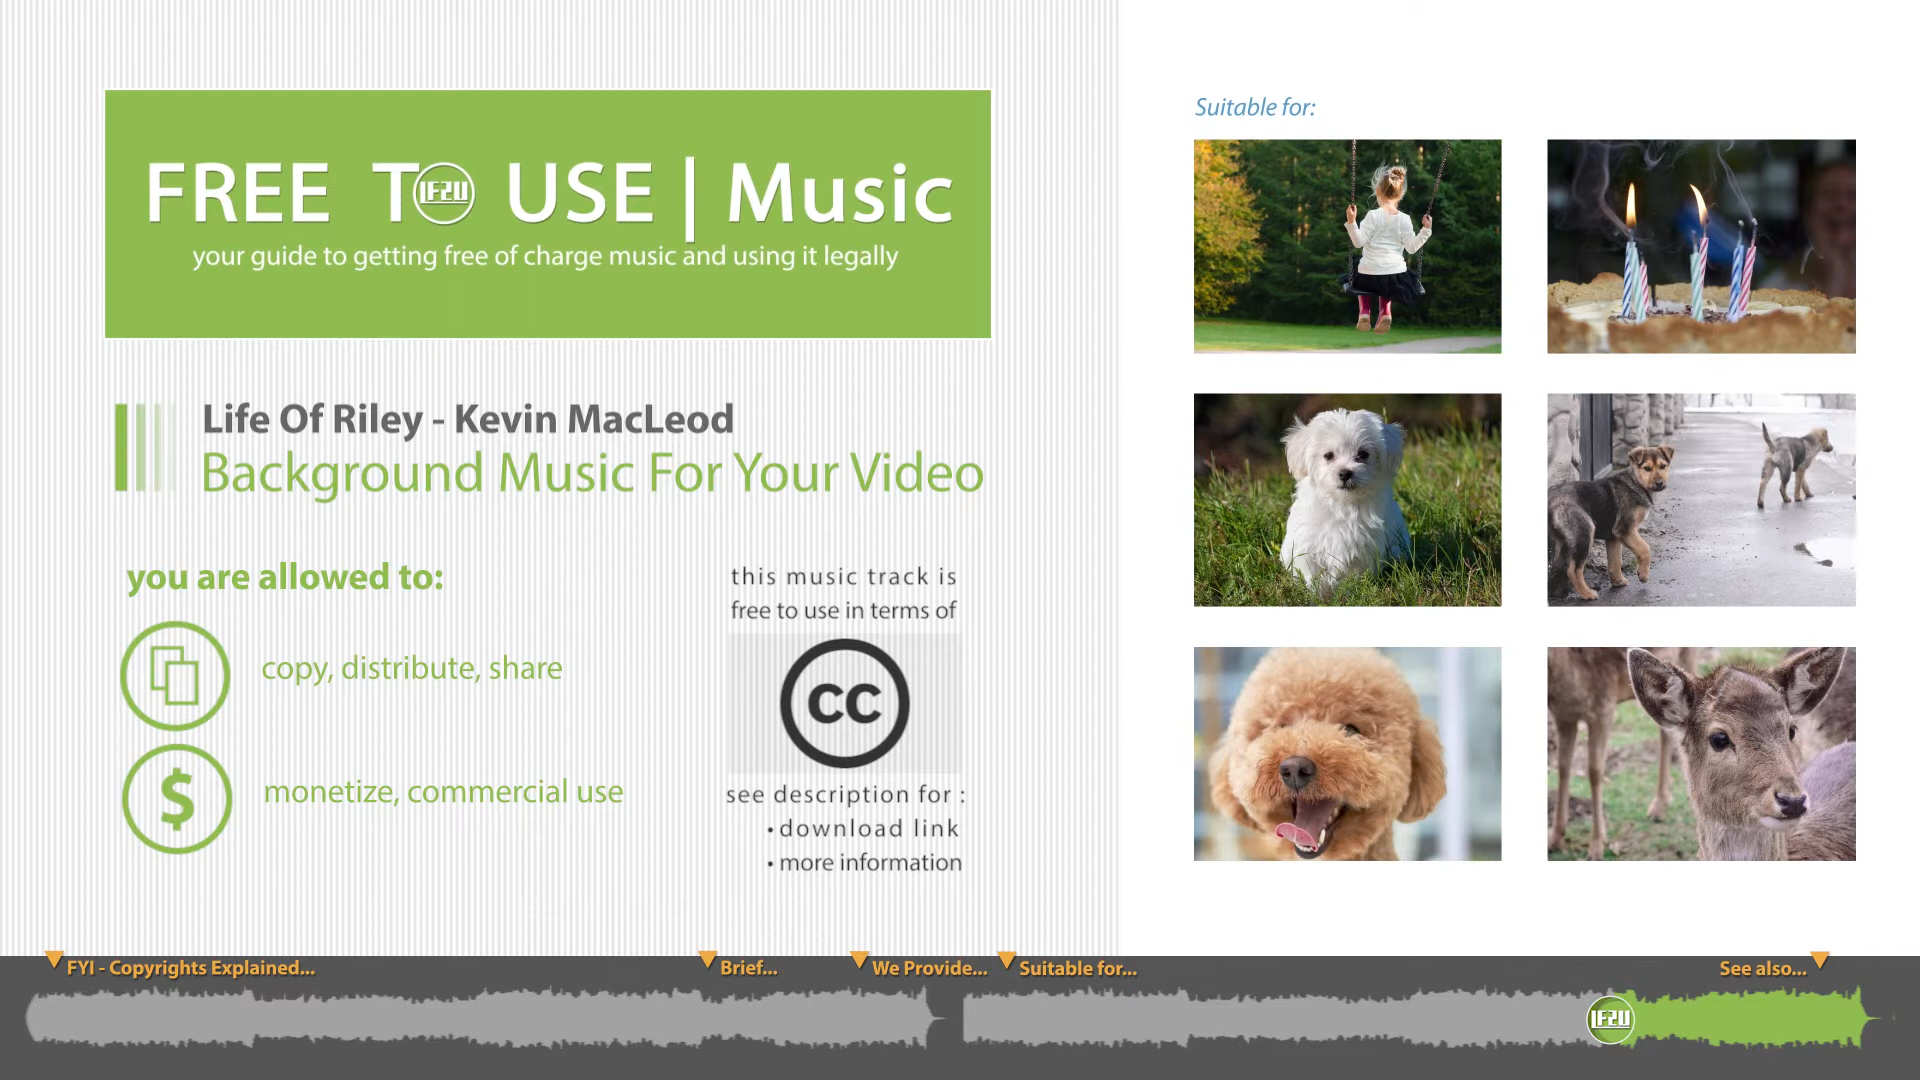 FREE TO USE | Music
IF2U
your guide to getting free of charge music and using it legally
Life Of Riley - Kevin MacLeod
Background Music For Your Video
you are allowed to:
copy, distribute, share
$
monetize, commercial use
this music track is
free to use in terms of
cc
see description for :
• download link
• more information
Suitable for:
FYI - Copyrights Explained...
Brief...
We Provide...
Suitable for...
See also...
IF2U